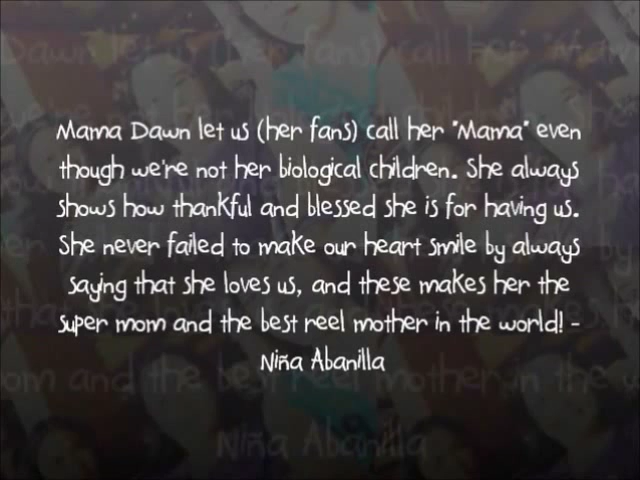 Mama Dawn let us (her fans) call her "Mama" even
though we're not her biological children. She always
shows how thankful and blessed she is for having us.
She never failed to make our heart smile by always
saying that she loves us, and these makes her the
super mom and the best reel mother in the world! -
Niña Abanilla